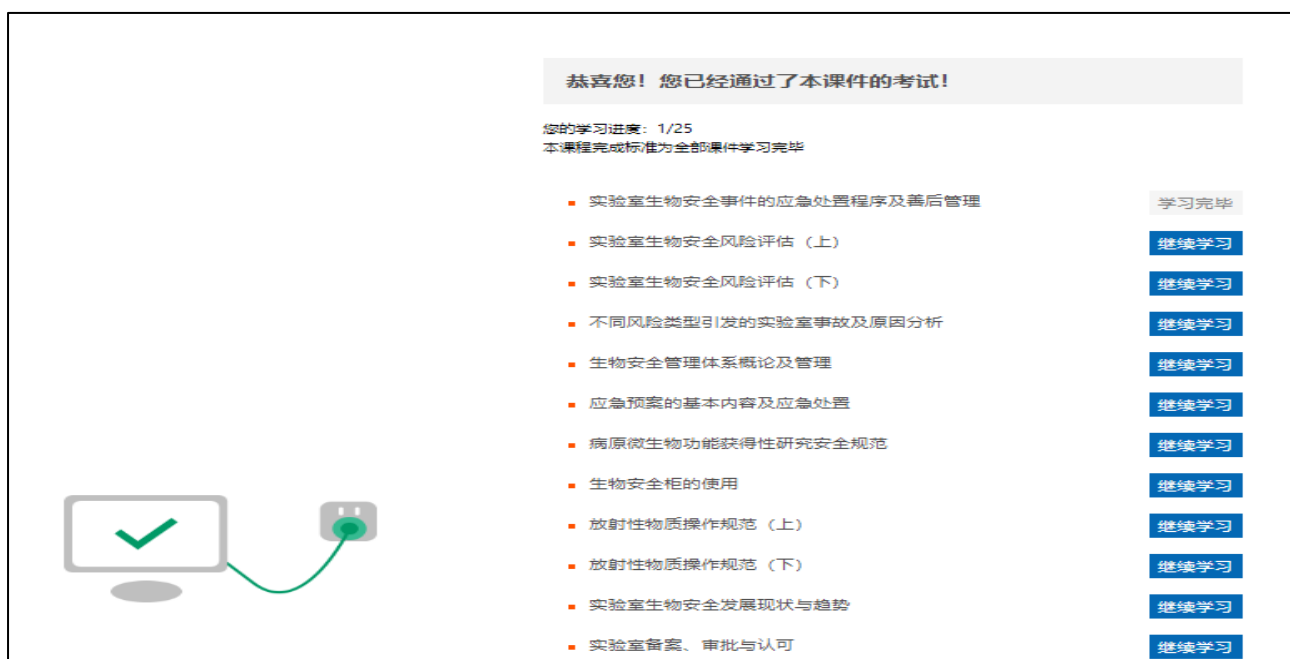 恭喜您！您已经通过了本课件的考试！
您的学习进度：1/25
本课程完成标准为全部课件学习完毕
实验室生物安全事件的应急处置程序及善后管理 学习完毕
实验室生物安全风险评估（上） 继续学习
实验室生物安全风险评估（下） 继续学习
不同风险类型引发的实验室事故及原因分析 继续学习
生物安全管理体系概论及管理 继续学习
应急预案的基本内容及应急处置 继续学习
病原微生物功能获得性研究安全规范 继续学习
生物安全柜的使用 继续学习
放射性物质操作规范（上） 继续学习
放射性物质操作规范（下） 继续学习
实验室生物安全发展现状与趋势 继续学习
实验室备案、审批与认可 继续学习